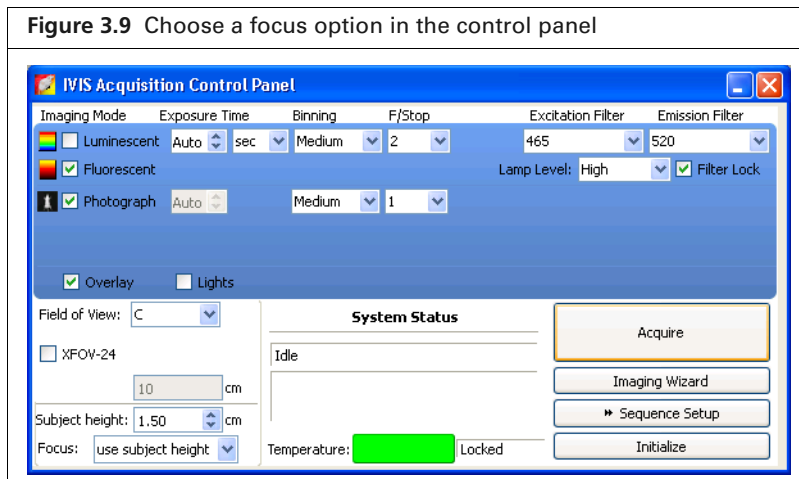 Figure 3.9 Choose a focus option in the control panel
IVIS Acquisition Control Panel
Imaging Mode Exposure Time Binning F/Stop Excitation Filter Emission Filter
Luminescent Auto sec Medium 2 465 520
Fluorescent Lamp Level: High Filter Lock
Photograph Auto Medium 1
Overlay Lights
Field of View: C System Status Acquire
XFOV-24 Idle
10 cm Imaging Wizard
Subject height: 1.50 cm Sequence Setup
Focus: use subject height Temperature: Locked Initialize